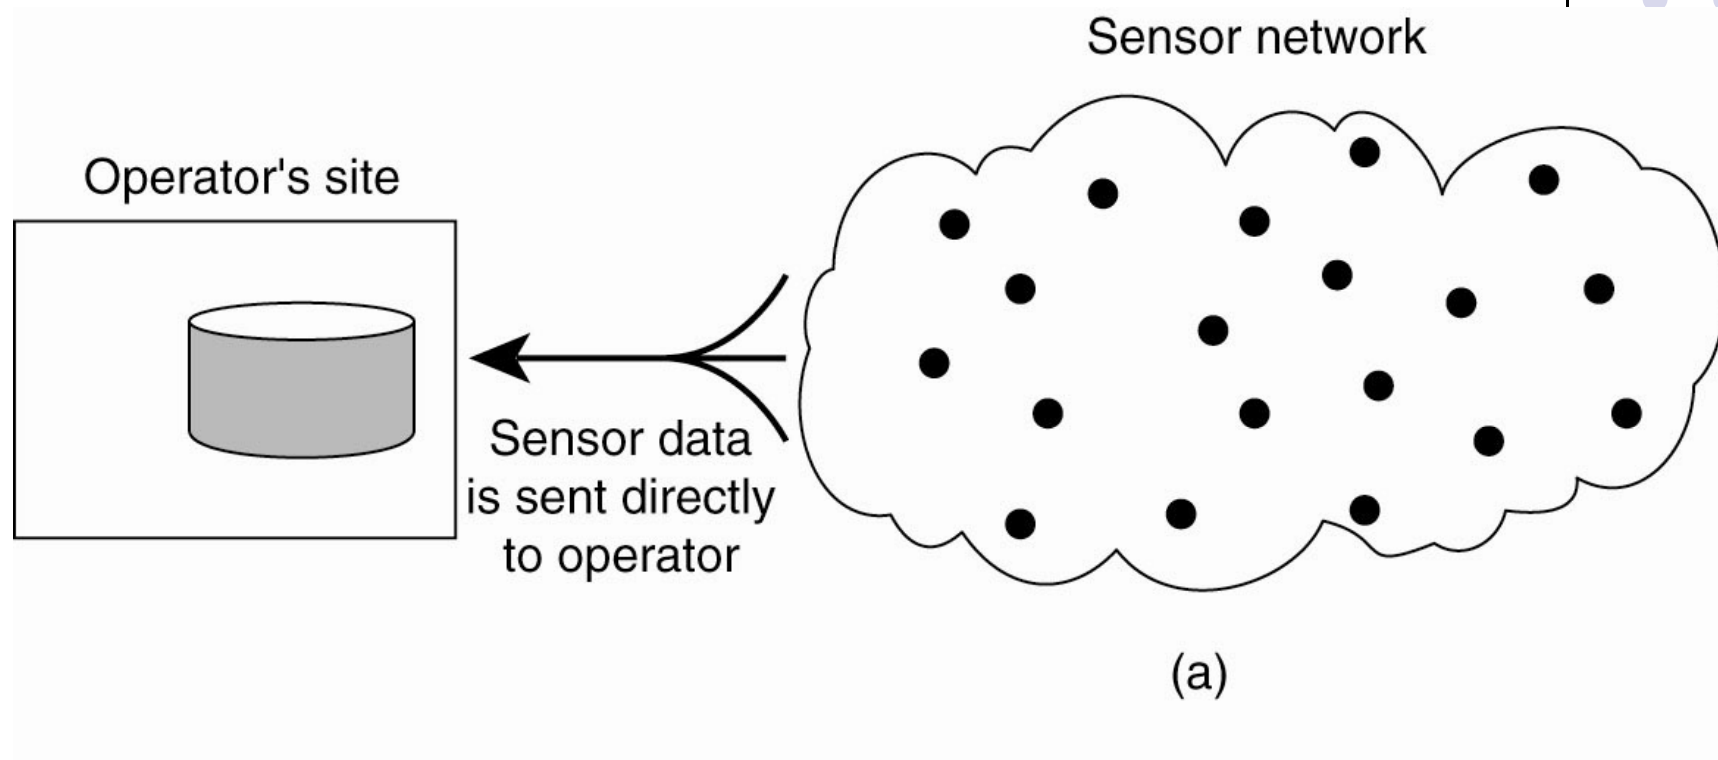 Sensor network
Operator's site
Sensor data
is sent directly
to operator
(a)